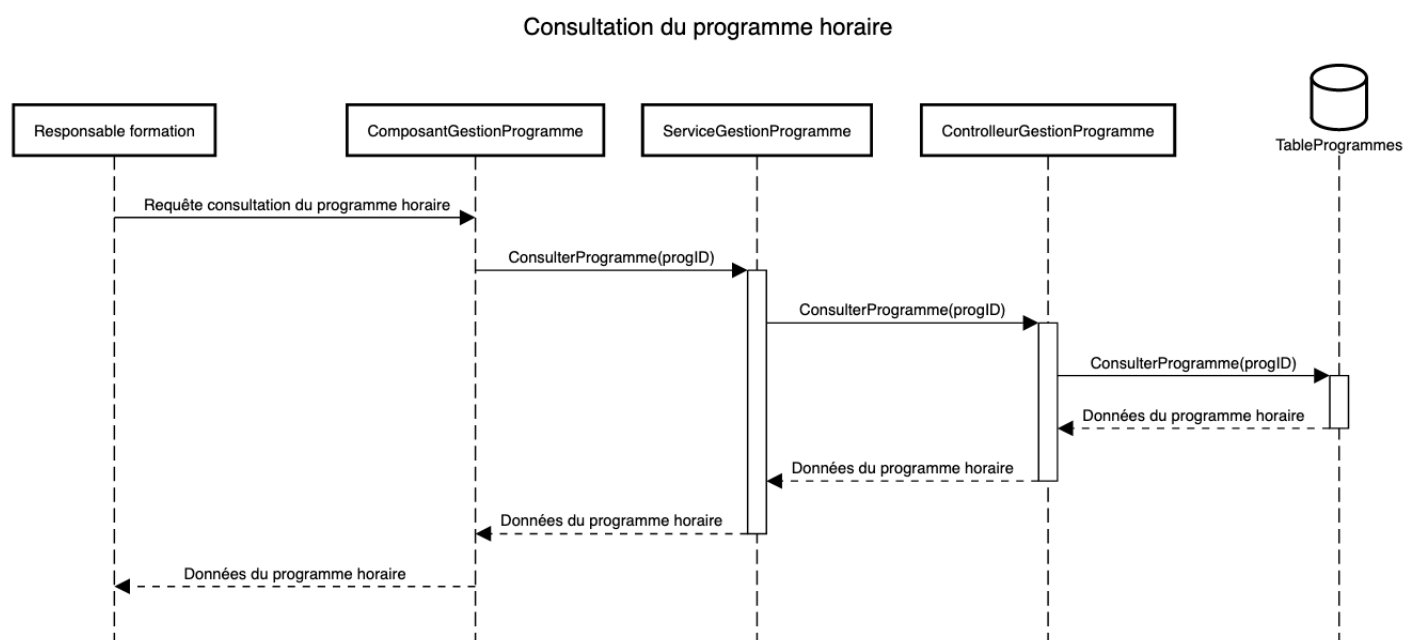 Consultation du programme horaire
Responsable formation
ComposantGestionProgramme
ServiceGestionProgramme
ControlleurGestionProgramme
TableProgrammes
Requête consultation du programme horaire
ConsulterProgramme(progID)
ConsulterProgramme(progID)
ConsulterProgramme(progID)
Données du programme horaire
Données du programme horaire
Données du programme horaire
Données du programme horaire